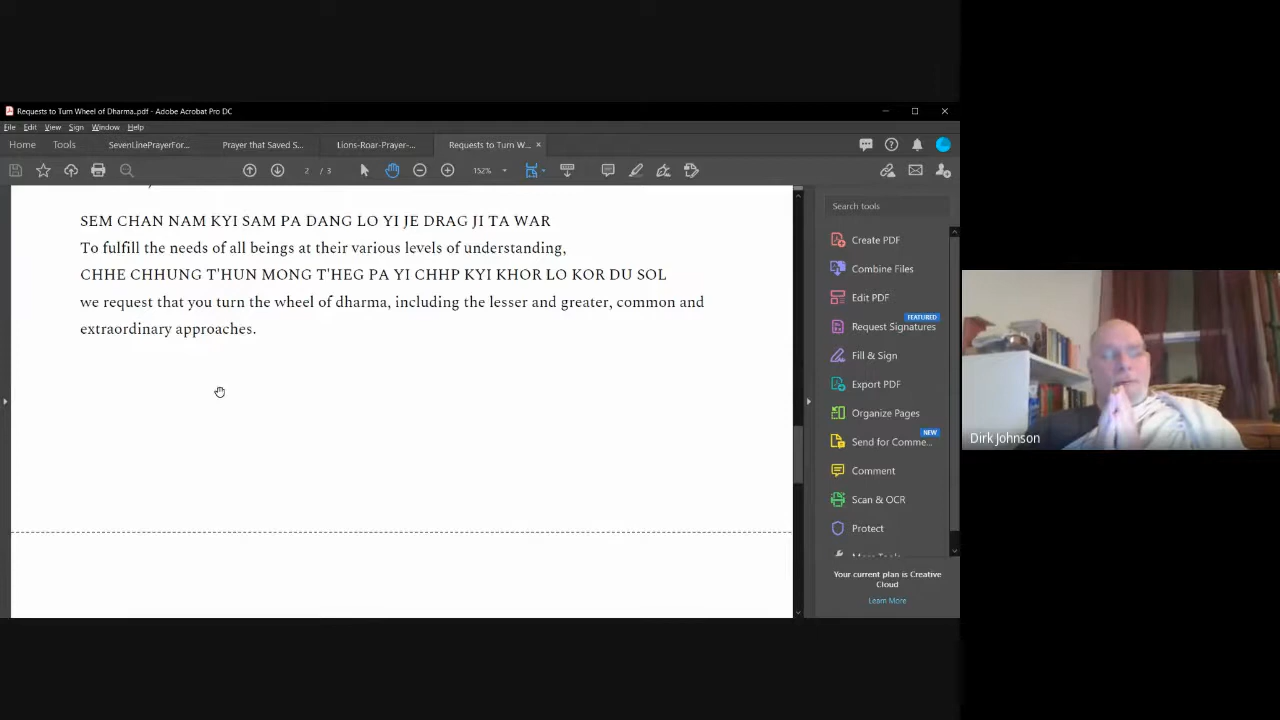 Requests to Turn Wheel of Dharma.pdf - Adobe Acrobat Pro DC
File Edit View Sign Window Help
Home Tools SevenLinePrayerFor... Prayer that Saved S... Lions-Roar-Prayer-... Requests to Turn W... ×
2 / 3 152%
SEM CHAN NAM KYI SAM PA DANG LO YI JE DRAG JI TA WAR
To fulfill the needs of all beings at their various levels of understanding,
CHHE CHHUNG T'HUN MONG T'HEG PA YI CHHP KYI KHOR LO KOR DU SOL
we request that you turn the wheel of dharma, including the lesser and greater, common and
extraordinary approaches.
Search tools
Create PDF
Combine Files
Edit PDF
FEATURED
Request Signatures
Fill & Sign
Export PDF
Organize Pages
NEW
Send for Comme...
Comment
Scan & OCR
Protect
More Tools
Your current plan is Creative
Cloud
Learn More
Dirk Johnson